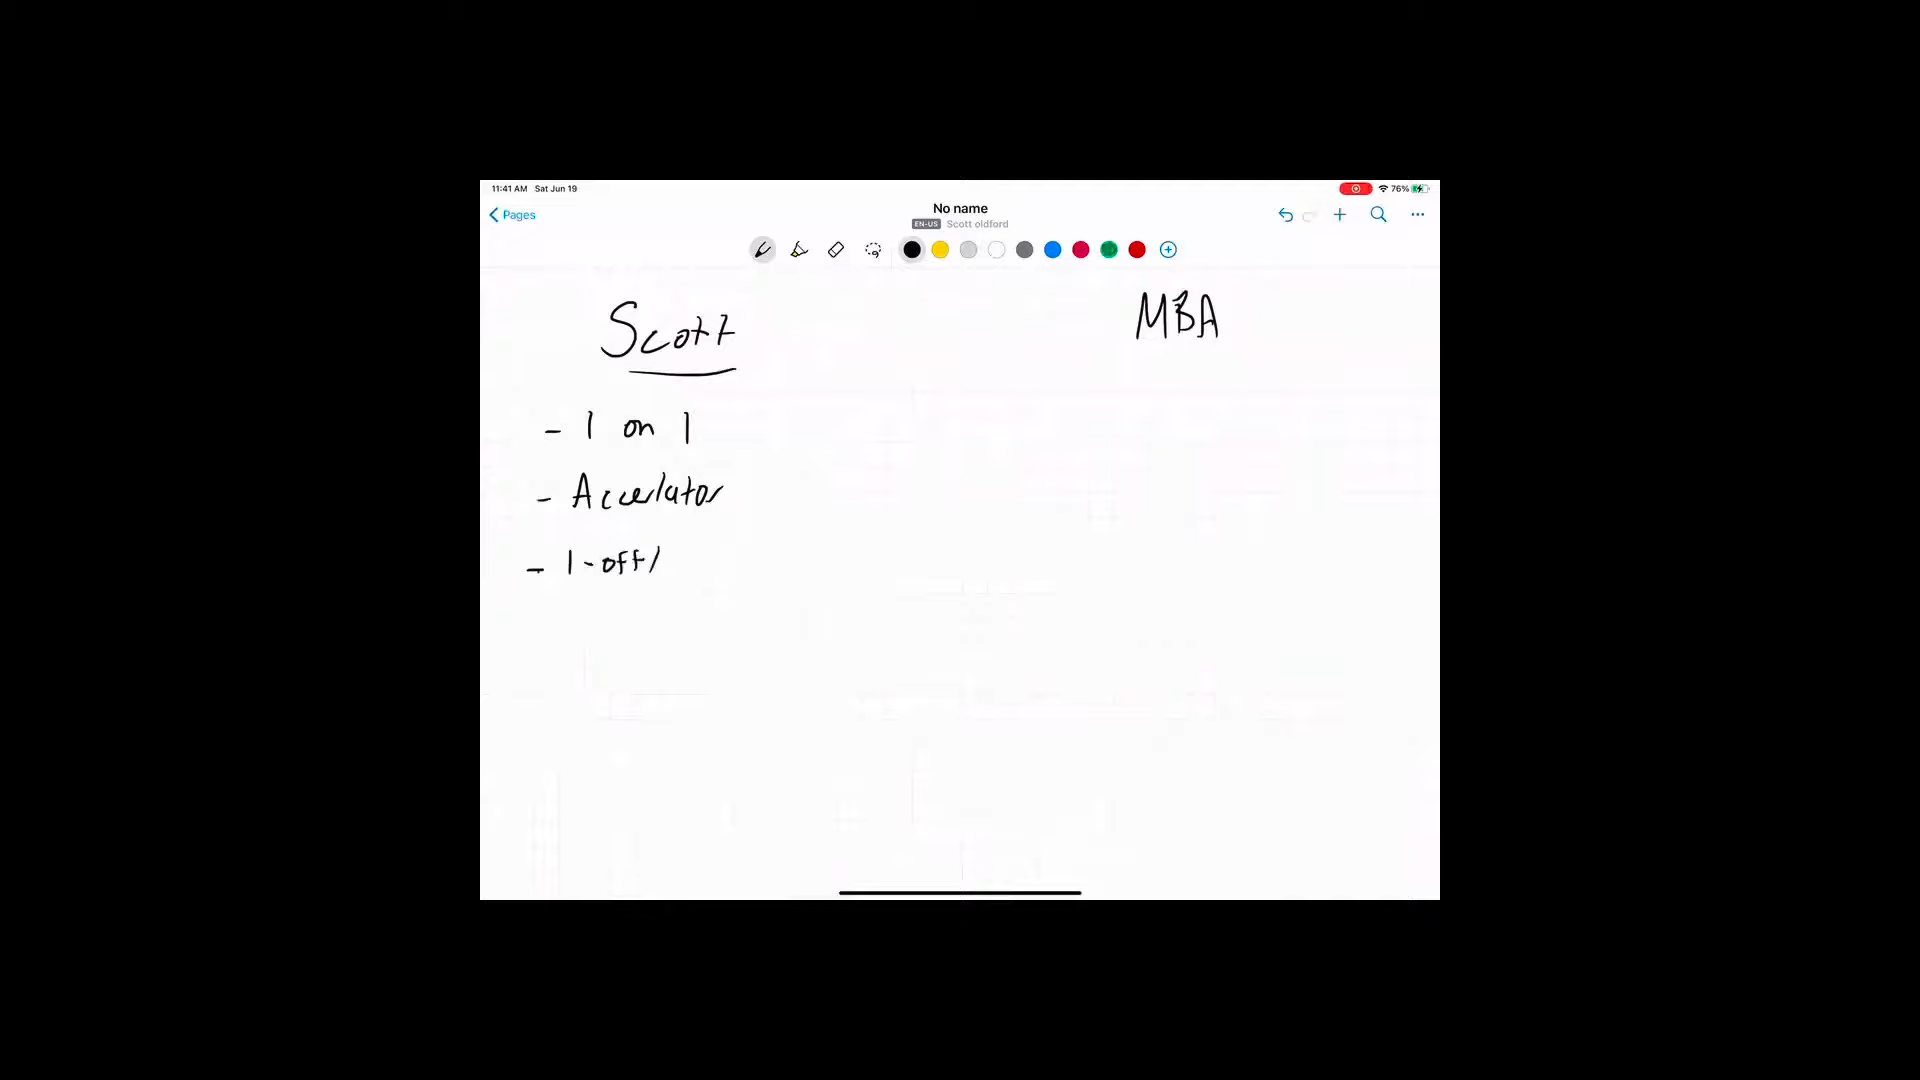 11:41 AM Sat Jun 19 76%
Pages
No name
EN-US Scott oldford
Scott MBA
- 1 on 1
- Accerlator
- 1-off/